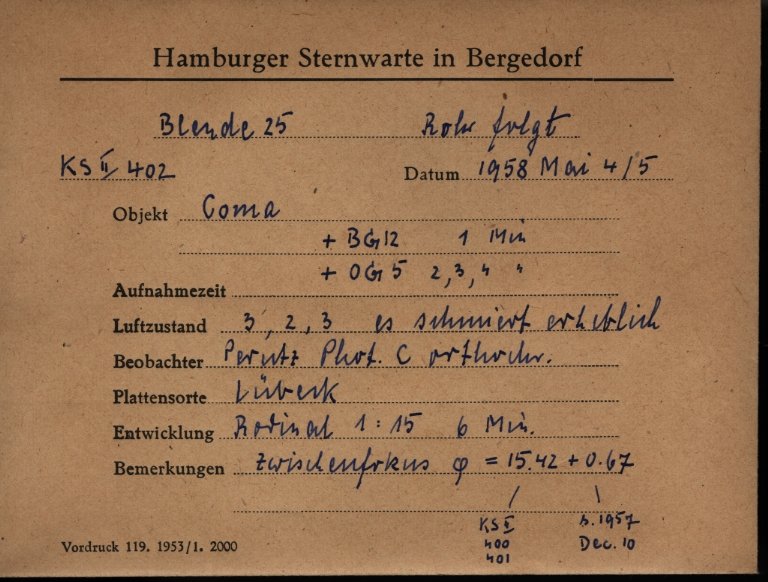 Hamburger Sternwarte in Bergedorf
Blende 25 Rohr folgt
KS II 402 Datum 1958 Mai 4/5
Objekt Coma
+ BG12 1 Min
+ OG5 2, 3, 4 "
Aufnahmezeit
Luftzustand 3, 2, 3 es schmiert erheblich
Beobachter Perutz Phot. C orthochr.
Plattensorte Lübeck
Entwicklung Rodinal 1:15 6 Min.
Bemerkungen Zwischenfokus φ = 15.42 + 0.67
/ \
KS II s. 1957
400 Dec. 10
401
Vordruck 119. 1953/1. 2000